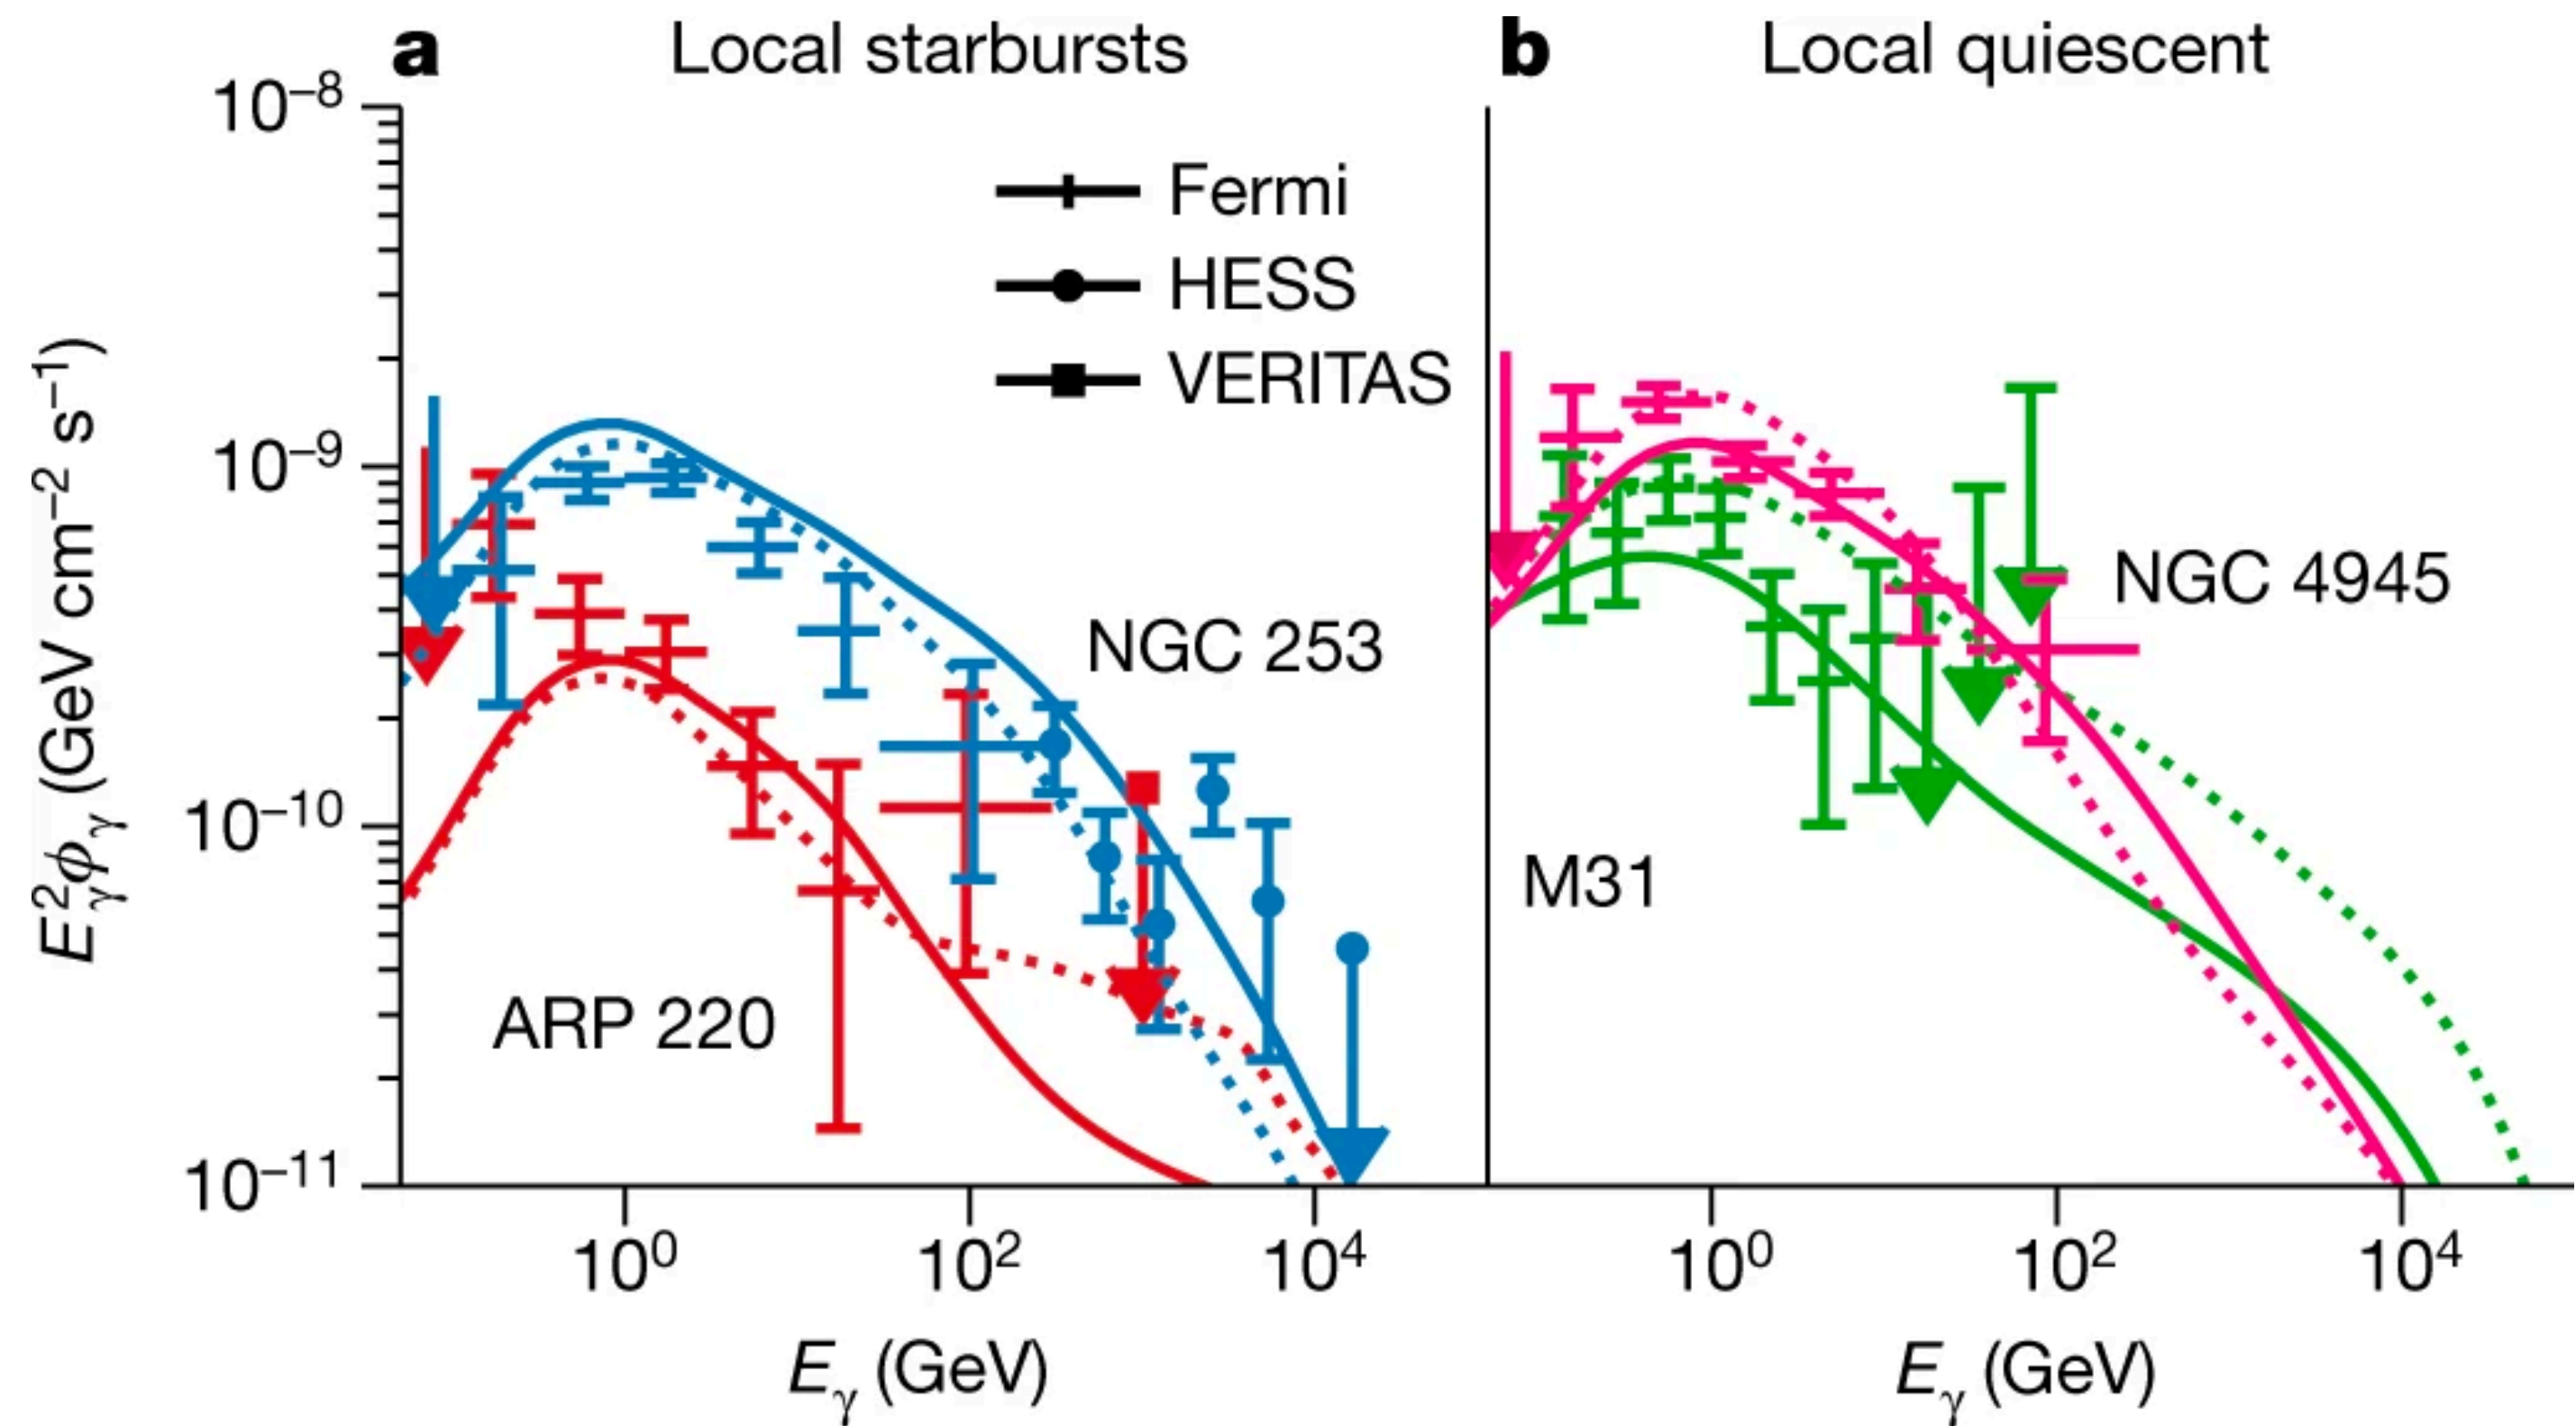 a Local starbursts
b Local quiescent
10⁻⁸
10⁻⁹
10⁻¹⁰
10⁻¹¹
E²ᵧϕᵧ (GeV cm⁻² s⁻¹)
Fermi
HESS
VERITAS
NGC 253
ARP 220
NGC 4945
M31
10⁰ 10² 10⁴
10⁰ 10² 10⁴
Eᵧ (GeV)
Eᵧ (GeV)